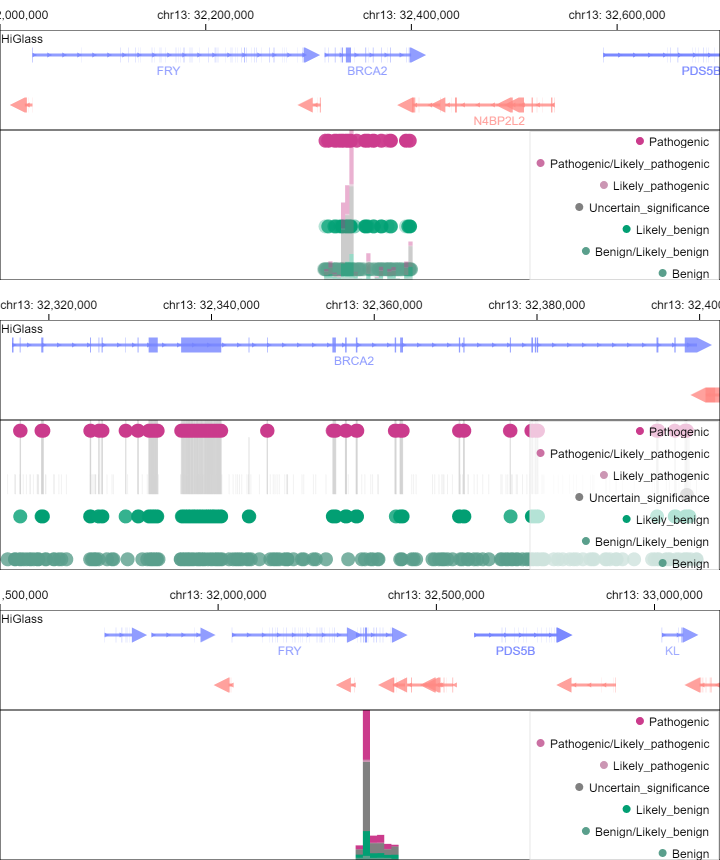 2,000,000 chr13: 32,200,000 chr13: 32,400,000 chr13: 32,600,000
HiGlass
FRY BRCA2 PDS5B
N4BP2L2
Pathogenic
Pathogenic/Likely_pathogenic
Likely_pathogenic
Uncertain_significance
Likely_benign
Benign/Likely_benign
Benign
chr13: 32,320,000 chr13: 32,340,000 chr13: 32,360,000 chr13: 32,380,000 chr13: 32,40
HiGlass
BRCA2
Pathogenic
Pathogenic/Likely_pathogenic
Likely_pathogenic
Uncertain_significance
Likely_benign
Benign/Likely_benign
Benign
,500,000 chr13: 32,000,000 chr13: 32,500,000 chr13: 33,000,000
HiGlass
FRY PDS5B KL
Pathogenic
Pathogenic/Likely_pathogenic
Likely_pathogenic
Uncertain_significance
Likely_benign
Benign/Likely_benign
Benign